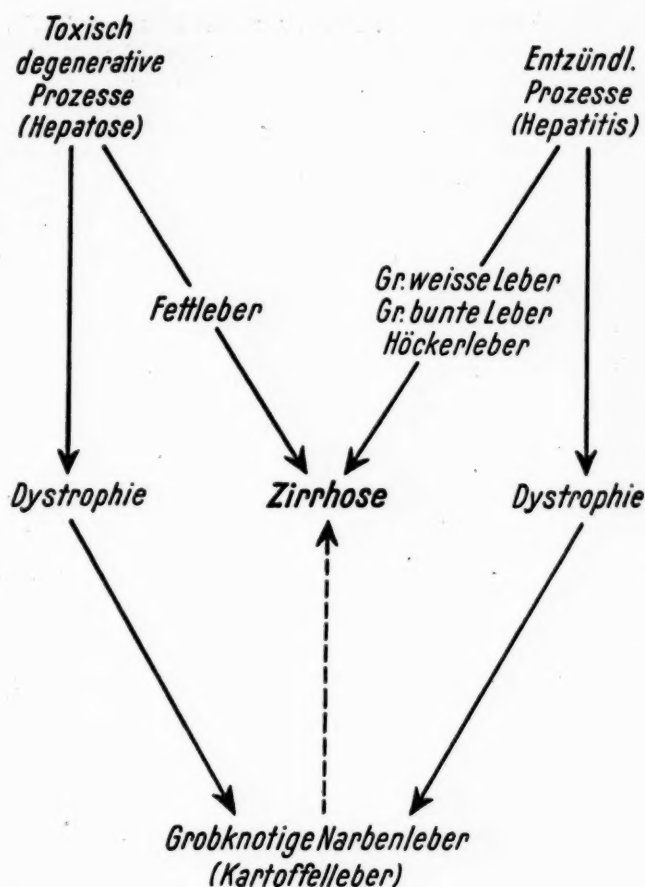 Toxisch
degenerative
Prozesse
(Hepatose)
Entzündl.
Prozesse
(Hepatitis)
Fettleber
Gr. weisse Leber
Gr. bunte Leber
Höckerleber
Dystrophie
Zirrhose
Dystrophie
Grobknotige Narbenleber
(Kartoffelleber)